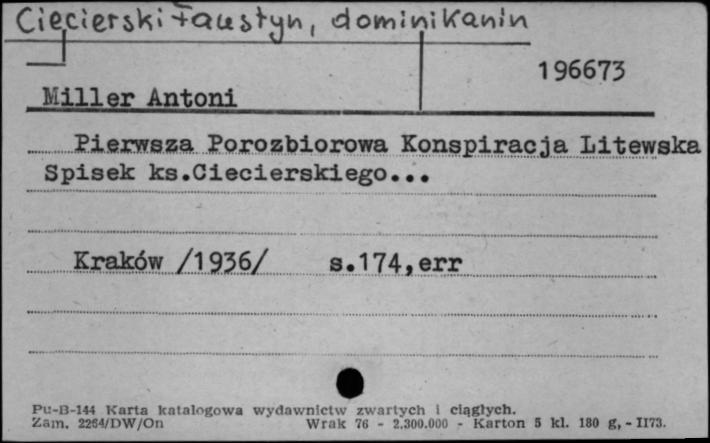 Ciecierski Faustyn, dominikanin
196673
Miller Antoni
Pierwsza Porozbiorowa Konspiracja Litewska
Spisek ks.Ciecierskiego...
Kraków /1936/ s.174,err
Pu-B-144 Karta katalogowa wydawnictw zwartych i ciągłych.
Zam. 2264/DW/On Wrak 76 - 2.300.000 - Karton 5 kl. 180 g, - II73.